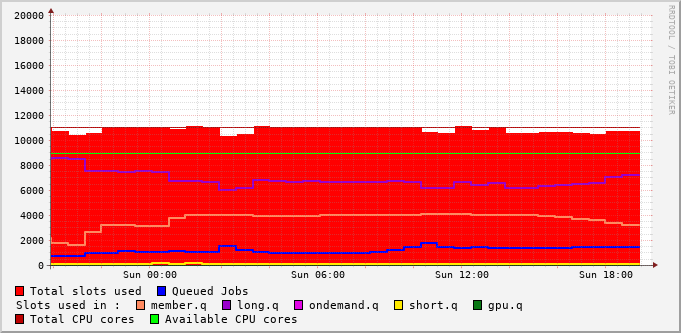 20000
18000
16000
14000
12000
10000
8000
6000
4000
2000
0
Sun 00:00 Sun 06:00 Sun 12:00 Sun 18:00
RRDTOOL / TOBI OETIKER
Total slots used Queued Jobs
Slots used in : member.q long.q ondemand.q short.q gpu.q
Total CPU cores Available CPU cores